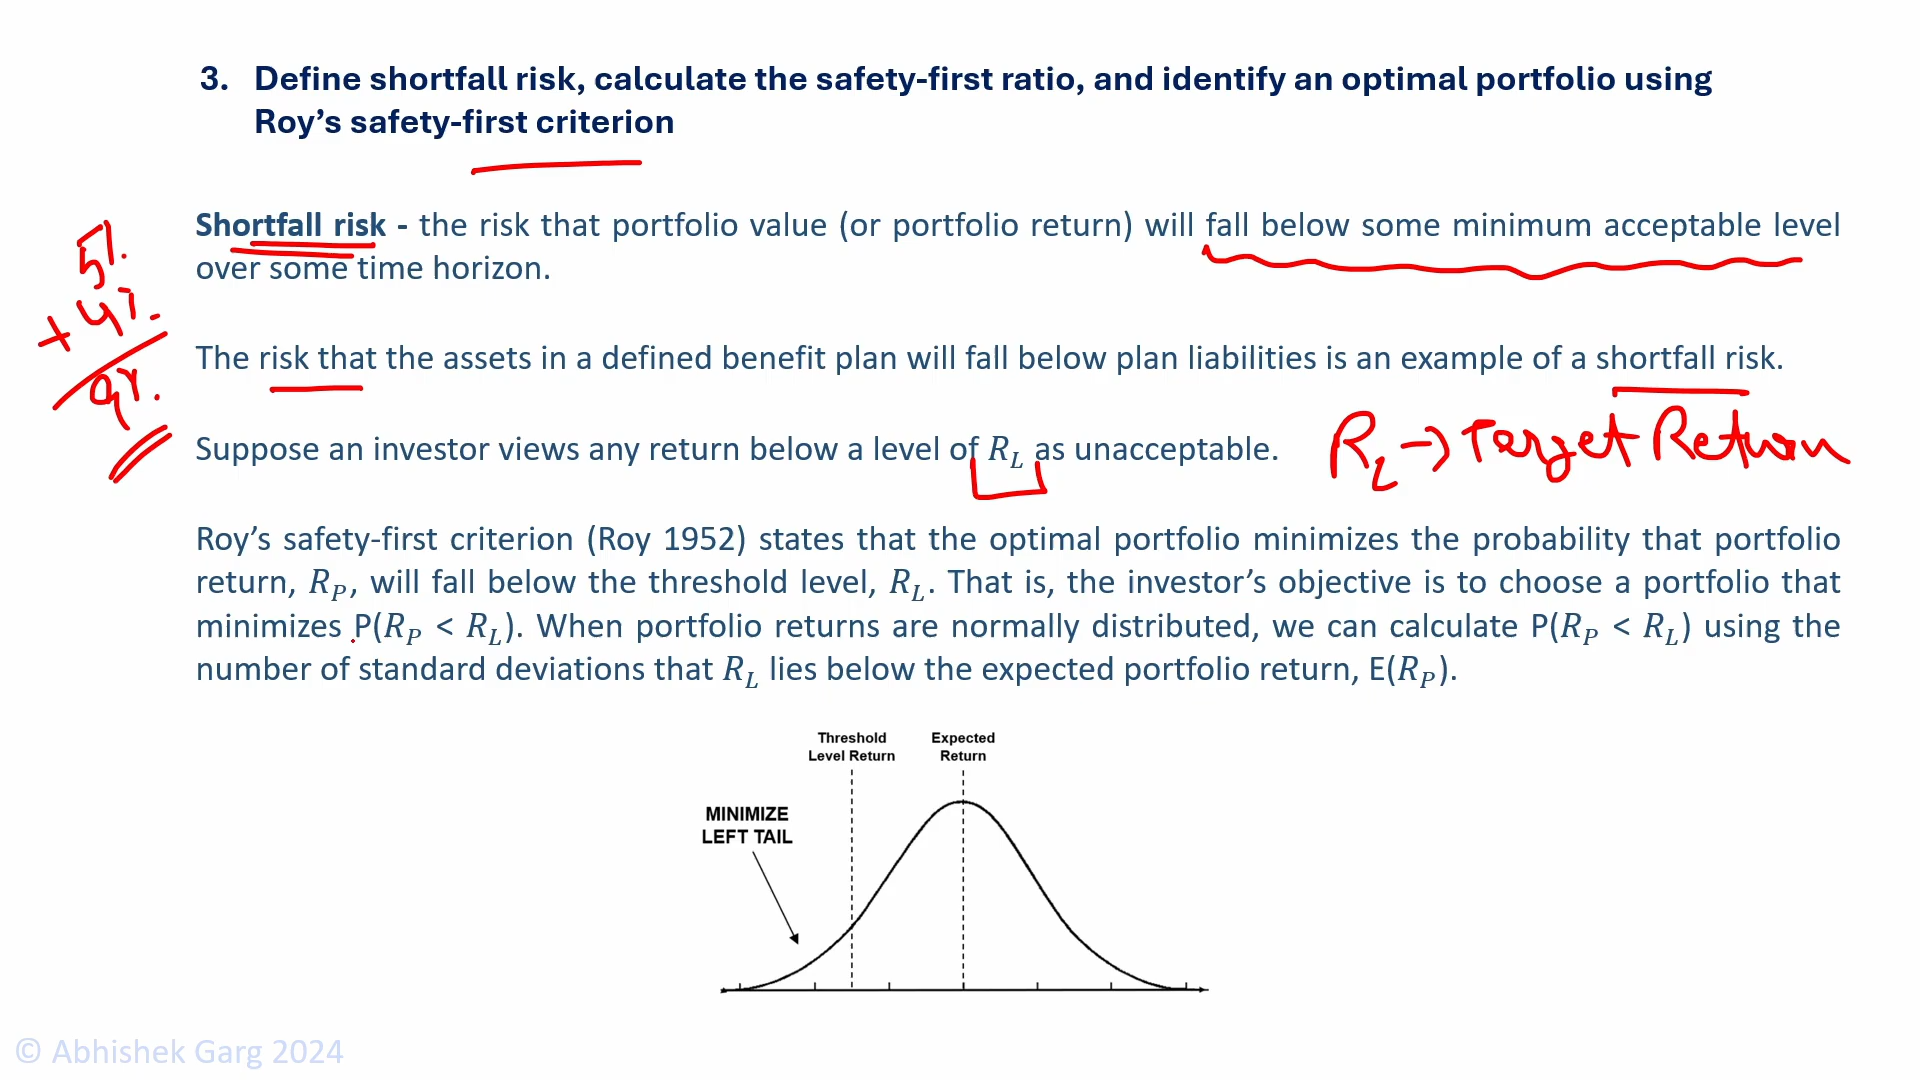 3. Define shortfall risk, calculate the safety-first ratio, and identify an optimal portfolio using
Roy’s safety-first criterion
Shortfall risk - the risk that portfolio value (or portfolio return) will fall below some minimum acceptable level
over some time horizon.
5%.
+ 4%.
9%.
The risk that the assets in a defined benefit plan will fall below plan liabilities is an example of a shortfall risk.
Suppose an investor views any return below a level of R_L as unacceptable.
R_L → Target Return
Roy’s safety-first criterion (Roy 1952) states that the optimal portfolio minimizes the probability that portfolio
return, R_P, will fall below the threshold level, R_L. That is, the investor’s objective is to choose a portfolio that
minimizes P(R_P < R_L). When portfolio returns are normally distributed, we can calculate P(R_P < R_L) using the
number of standard deviations that R_L lies below the expected portfolio return, E(R_P).
Threshold
Level Return
Expected
Return
MINIMIZE
LEFT TAIL
© Abhishek Garg 2024